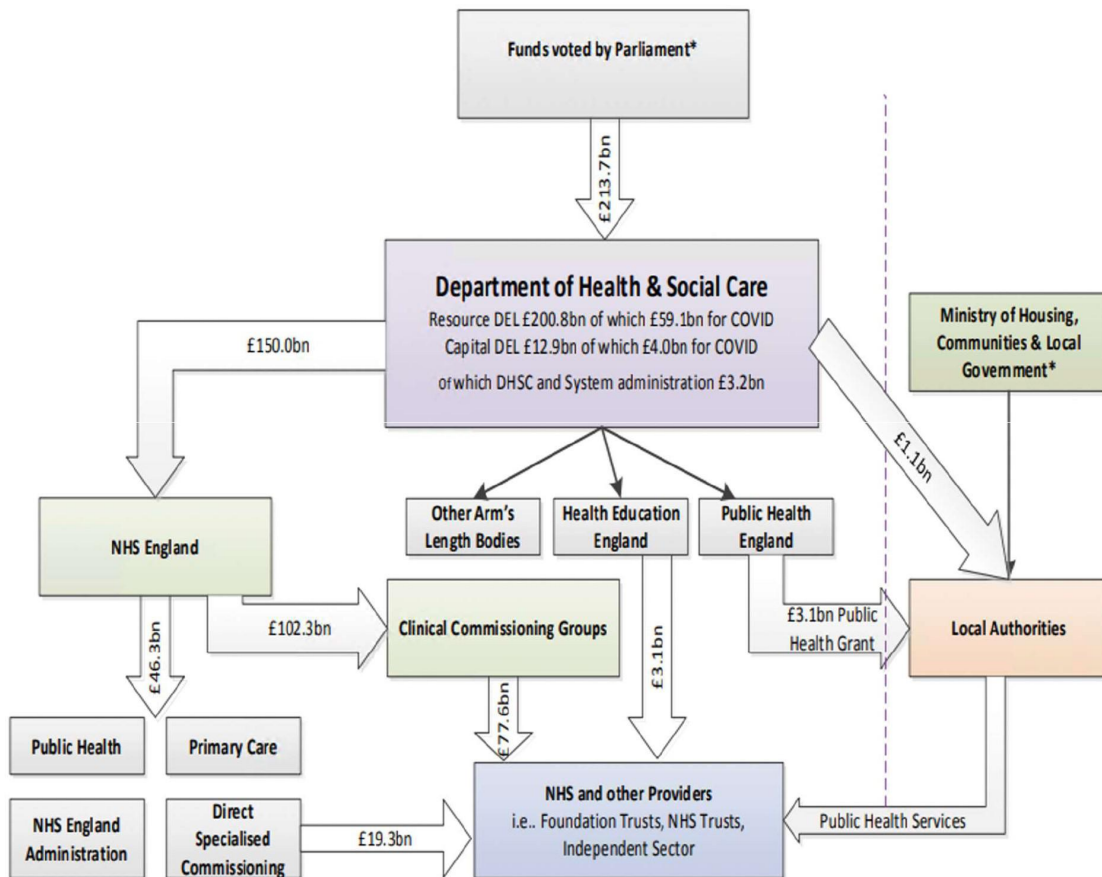 Funds voted by Parliament*
£213.7bn
Department of Health & Social Care
Resource DEL £200.8bn of which £59.1bn for COVID
Capital DEL £12.9bn of which £4.0bn for COVID
of which DHSC and System administration £3.2bn
Ministry of Housing,
Communities & Local
Government*
£150.0bn
£1.1bn
NHS England
Other Arm's
Length Bodies
Health Education
England
Public Health
England
£102.3bn
Clinical Commissioning Groups
£3.1bn Public
Health Grant
Local Authorities
£46.3bn
£77.6bn
£3.1bn
Public Health
Primary Care
NHS England
Administration
Direct
Specialised
Commissioning
£19.3bn
NHS and other Providers
i.e.. Foundation Trusts, NHS Trusts,
Independent Sector
Public Health Services